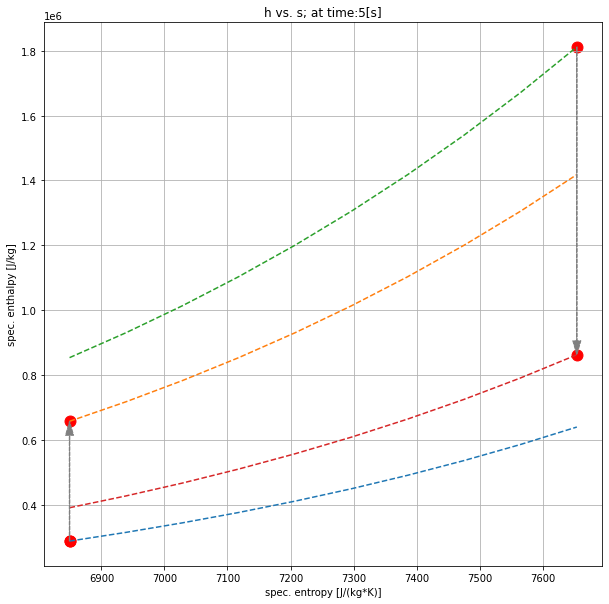 h vs. s; at time:5[s]
1e6
1.8
1.6
1.4
1.2
1.0
0.8
0.6
0.4
spec. enthalpy [J/kg]
6900 7000 7100 7200 7300 7400 7500 7600
spec. entropy [J/(kg*K)]